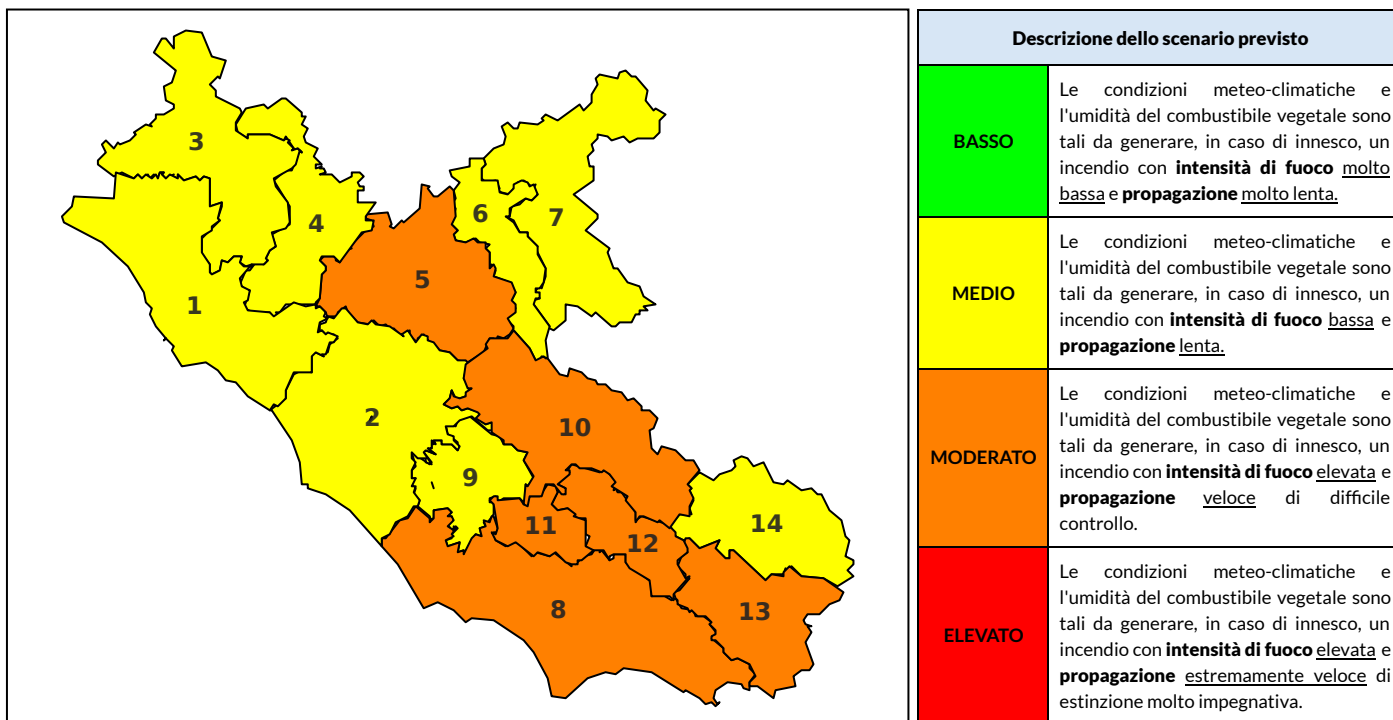 3
4
6
7
5
1
2
10
9
14
11
12
8
13
Descrizione dello scenario previsto
BASSO
Le condizioni meteo-climatiche e
l'umidità del combustibile vegetale sono
tali da generare, in caso di innesco, un
incendio con intensità di fuoco molto
bassa e propagazione molto lenta.
MEDIO
Le condizioni meteo-climatiche e
l'umidità del combustibile vegetale sono
tali da generare, in caso di innesco, un
incendio con intensità di fuoco bassa e
propagazione lenta.
MODERATO
Le condizioni meteo-climatiche e
l'umidità del combustibile vegetale sono
tali da generare, in caso di innesco, un
incendio con intensità di fuoco elevata e
propagazione veloce di difficile
controllo.
ELEVATO
Le condizioni meteo-climatiche e
l'umidità del combustibile vegetale sono
tali da generare, in caso di innesco, un
incendio con intensità di fuoco elevata e
propagazione estremamente veloce di
estinzione molto impegnativa.